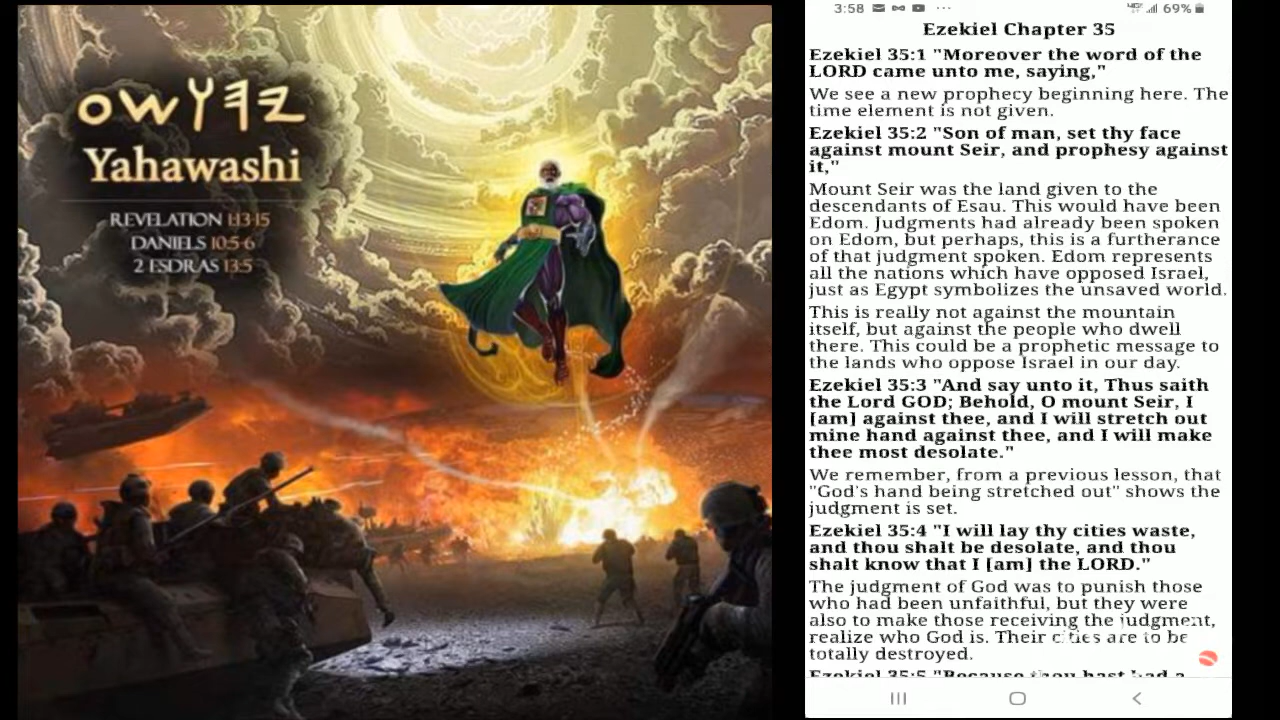 𐤉𐤄𐤅𐤔𐤏
Yahawashi
REVELATION 1:13-15
DANIELS 10:5-6
2 ESDRAS 13:5
3:58
69%
Ezekiel Chapter 35
Ezekiel 35:1 "Moreover the word of the
LORD came unto me, saying,"
We see a new prophecy beginning here. The
time element is not given.
Ezekiel 35:2 "Son of man, set thy face
against mount Seir, and prophesy against
it,"
Mount Seir was the land given to the
descendants of Esau. This would have been
Edom. Judgments had already been spoken
on Edom, but perhaps, this is a furtherance
of that judgment spoken. Edom represents
all the nations which have opposed Israel,
just as Egypt symbolizes the unsaved world.
This is really not against the mountain
itself, but against the people who dwell
there. This could be a prophetic message to
the lands who oppose Israel in our day.
Ezekiel 35:3 "And say unto it, Thus saith
the Lord GOD; Behold, O mount Seir, I
[am] against thee, and I will stretch out
mine hand against thee, and I will make
thee most desolate."
We remember, from a previous lesson, that
"God's hand being stretched out" shows the
judgment is set.
Ezekiel 35:4 "I will lay thy cities waste,
and thou shalt be desolate, and thou
shalt know that I [am] the LORD."
The judgment of God was to punish those
who had been unfaithful, but they were
also to make those receiving the judgment,
realize who God is. Their cities are to be
totally destroyed.
Ezekiel 35:5 "Because thou hast had a